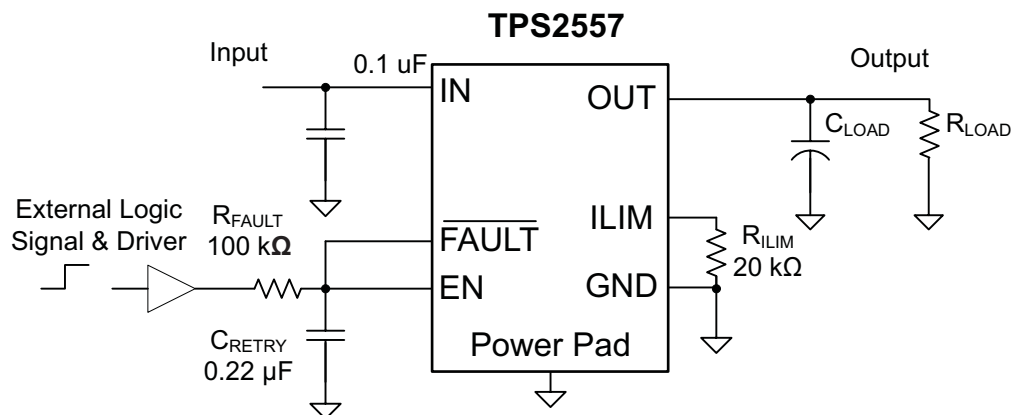 TPS2557
Input
0.1 uF
Output
IN
OUT
C_LOAD
R_LOAD
External Logic
Signal & Driver
R_FAULT
100 kΩ
FAULT
ILIM
R_ILIM
20 kΩ
EN
GND
C_RETRY
0.22 µF
Power Pad